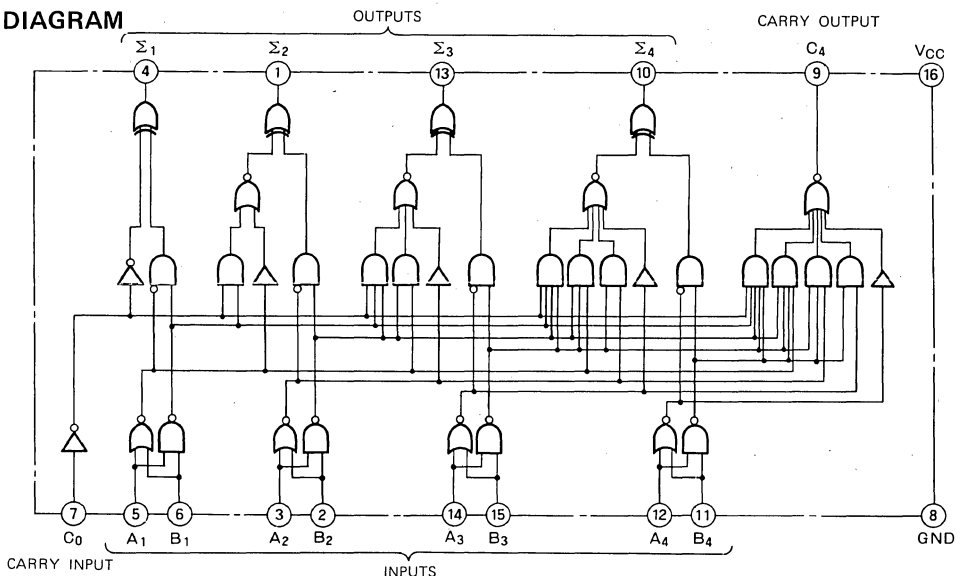 DIAGRAM
OUTPUTS
CARRY OUTPUT
Σ1 Σ2 Σ3 Σ4 C4 VCC
4 1 13 10 9 16
7 5 6 3 2 14 15 12 11 8
C0 A1 B1 A2 B2 A3 B3 A4 B4 GND
CARRY INPUT
INPUTS